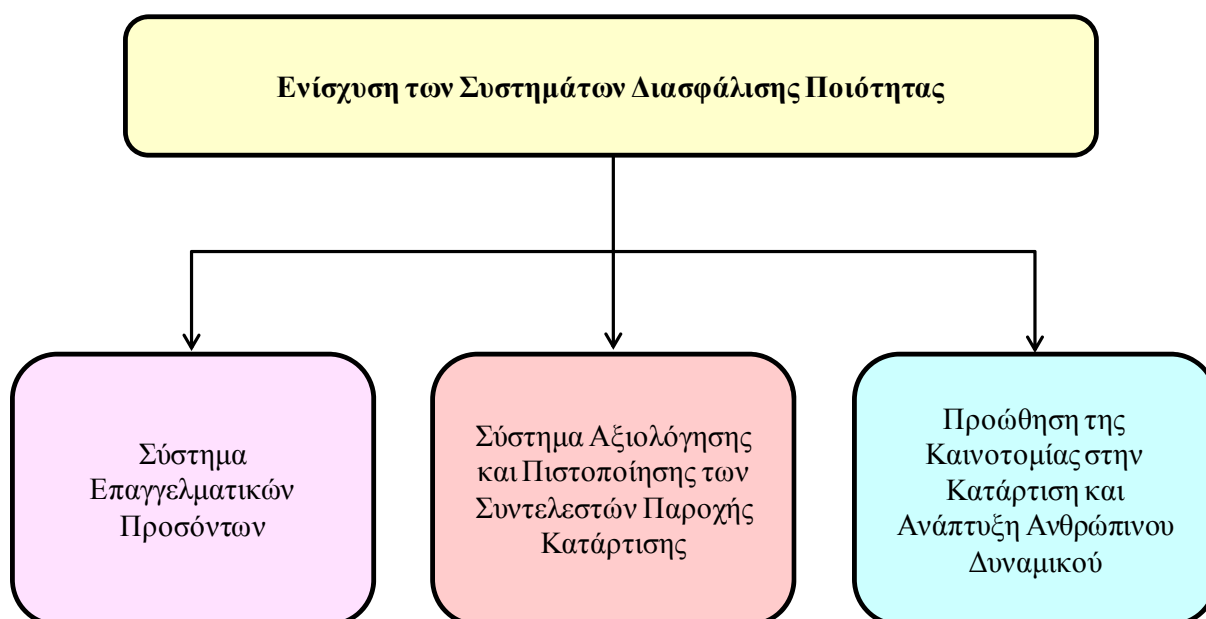 Ενίσχυση των Συστημάτων Διασφάλισης Ποιότητας
Σύστημα
Επαγγελματικών
Προσόντων
Σύστημα Αξιολόγησης
και Πιστοποίησης των
Συντελεστών Παροχής
Κατάρτισης
Προώθηση της
Καινοτομίας στην
Κατάρτιση και
Ανάπτυξη Ανθρώπινου
Δυναμικού